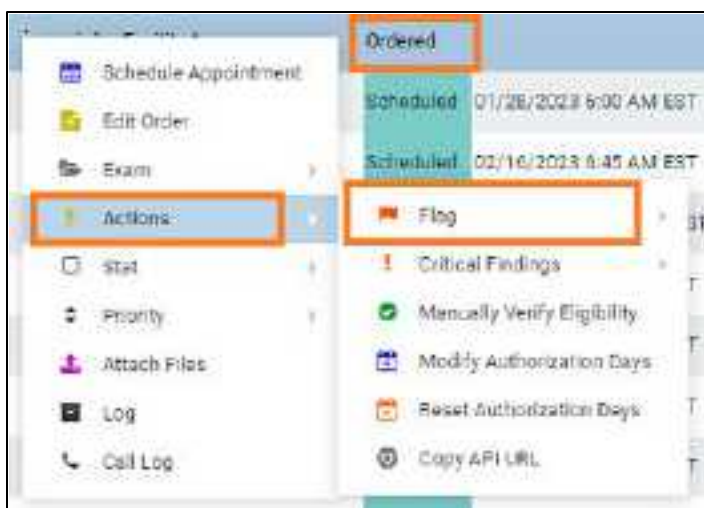 Ordered
Schedule Appointment
Edit Order
Exam
Actions
Stat
Priority
Attach Files
Log
Call Log
Scheduled 01/28/2023 6:00 AM EST
Scheduled 02/16/2023 8:45 AM EST
Flag
Critical Findings
Manually Verify Eligibility
Modify Authorization Days
Reset Authorization Days
Copy API URL